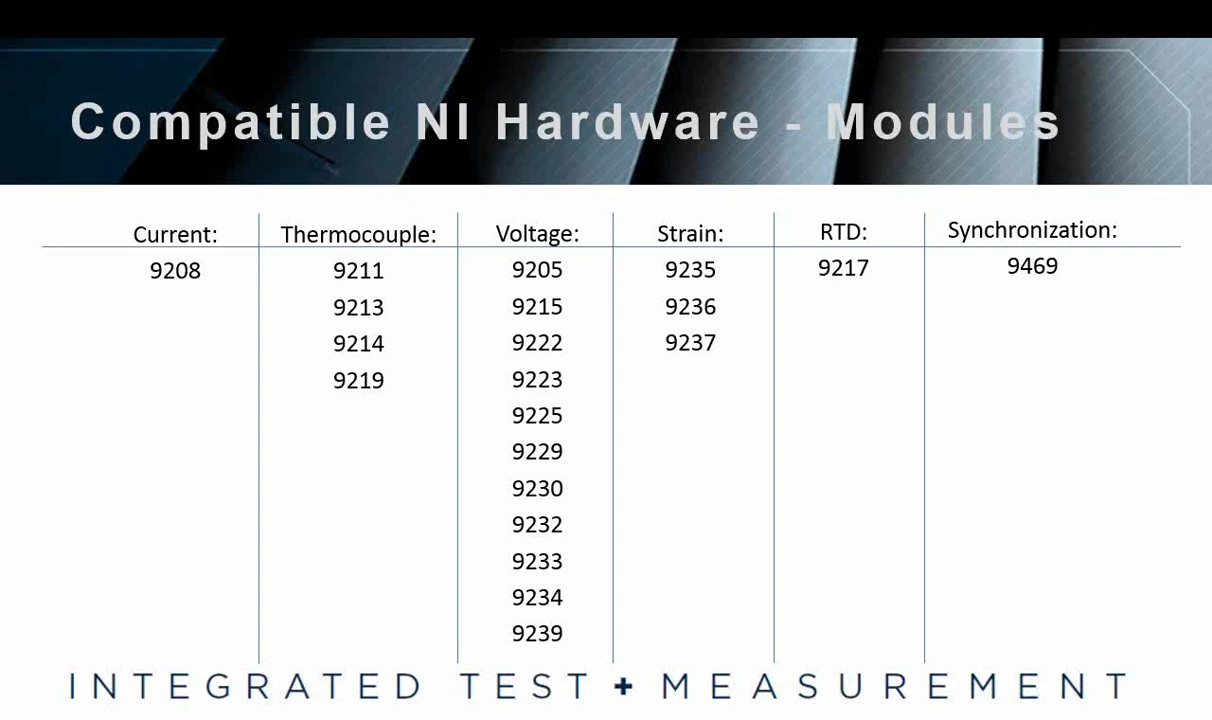 Compatible NI Hardware - Modules
Current: Thermocouple: Voltage: Strain: RTD: Synchronization:
9208 9211 9205 9235 9217 9469
9213 9215 9236
9214 9222 9237
9219 9223
9225
9229
9230
9232
9233
9234
9239
INTEGRATED TEST + MEASUREMENT